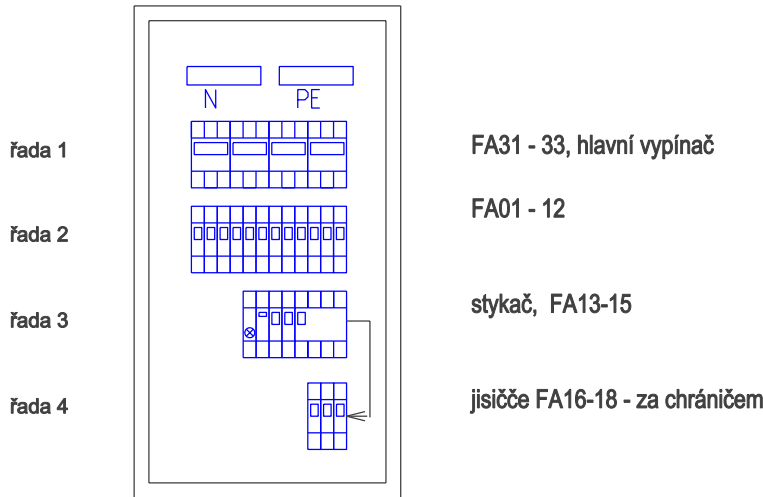 N PE
řada 1 FA31 - 33, hlavní vypínač
FA01 - 12
řada 2
stykač, FA13-15
řada 3
řada 4 jisičče FA16-18 - za chráničem